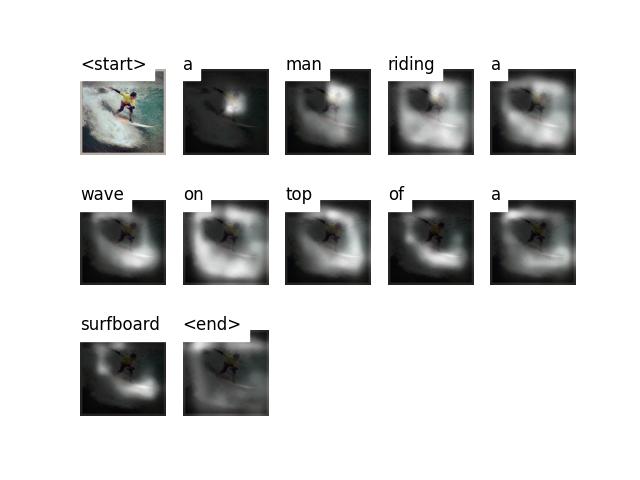 <start> a man riding a
wave on top of a
surfboard <end>